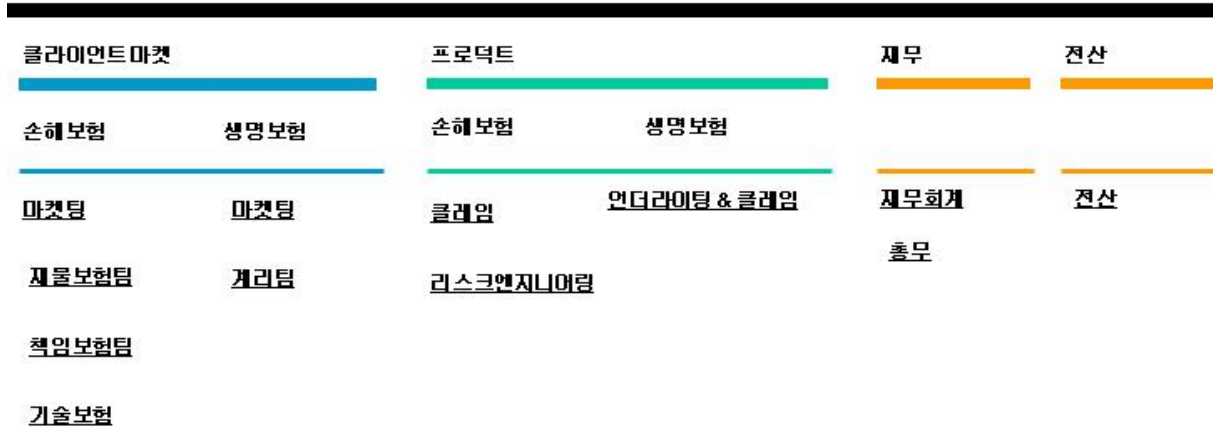 클라이언트마켓 프로덕트 재무 전산
손해보험 생명보험 손해보험 생명보험
마켓팅 마켓팅 클레임 언더라이팅 & 클레임 재무회계 전산
총무
재물보험팀 계리팀 리스크엔지니어링
책임보험팀
기술보험